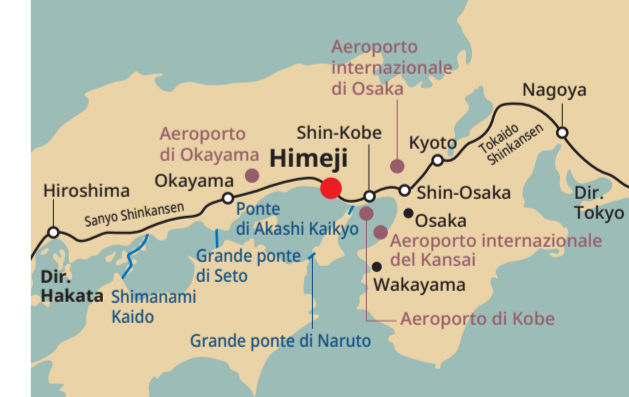 Aeroporto
internazionale
di Osaka
Nagoya
Aeroporto
di Okayama
Shin-Kobe
Kyoto
Tokaido
Shinkansen
Himeji
Hiroshima
Okayama
Shin-Osaka
Dir.
Tokyo
Sanyo Shinkansen
Ponte
di Akashi Kaikyo
Osaka
Aeroporto internazionale
del Kansai
Grande ponte
di Seto
Dir.
Hakata
Shimanami
Kaido
Wakayama
Aeroporto di Kobe
Grande ponte di Naruto